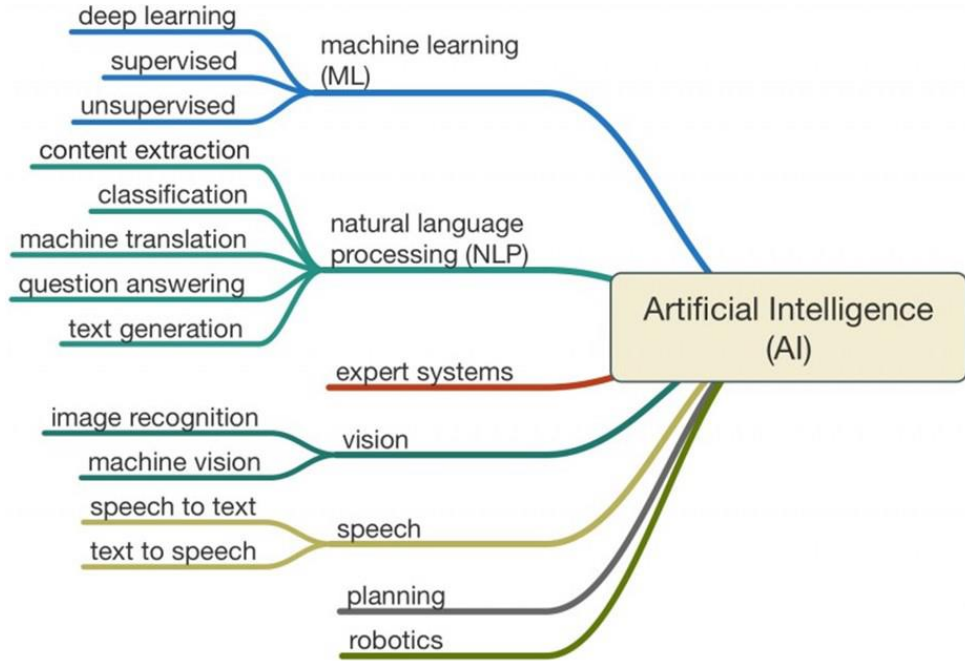 deep learning
supervised
unsupervised
machine learning
(ML)
content extraction
classification
machine translation
question answering
text generation
natural language
processing (NLP)
expert systems
image recognition
machine vision
vision
speech to text
text to speech
speech
planning
robotics
Artificial Intelligence
(AI)